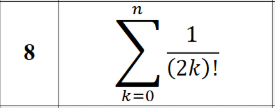 8
n
∑ 1/(2k)!
k=0